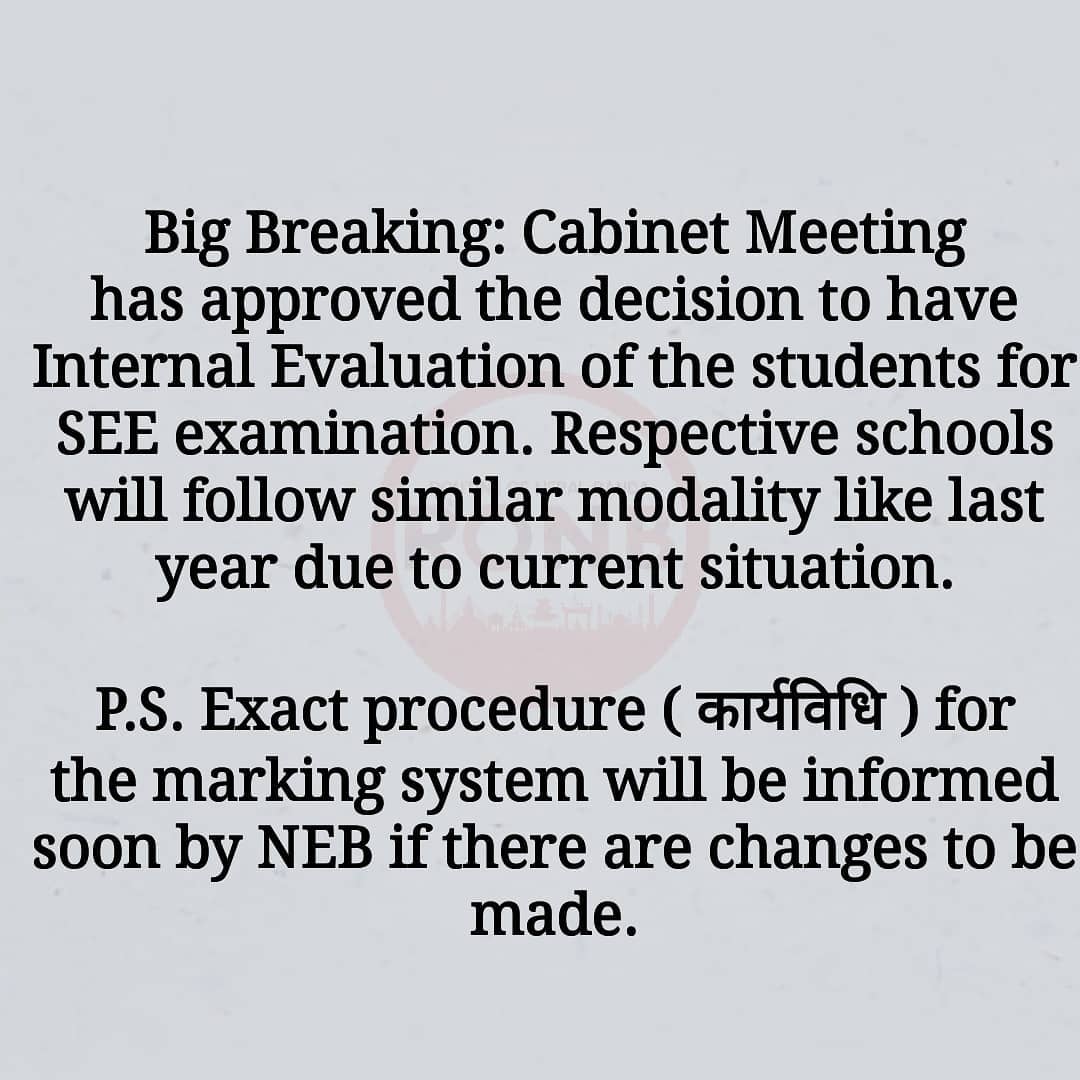 Big Breaking: Cabinet Meeting
has approved the decision to have
Internal Evaluation of the students for
SEE examination. Respective schools
will follow similar modality like last
year due to current situation.
P.S. Exact procedure ( कार्यविधि ) for
the marking system will be informed
soon by NEB if there are changes to be
made.
RONB